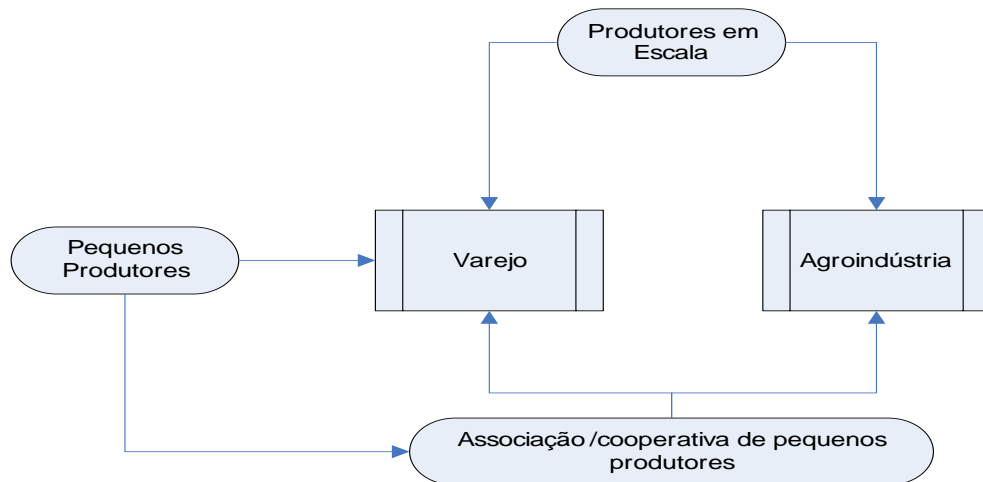 Produtores em
Escala
Pequenos
Produtores
Varejo
Agroindústria
Associação /cooperativa de pequenos
produtores